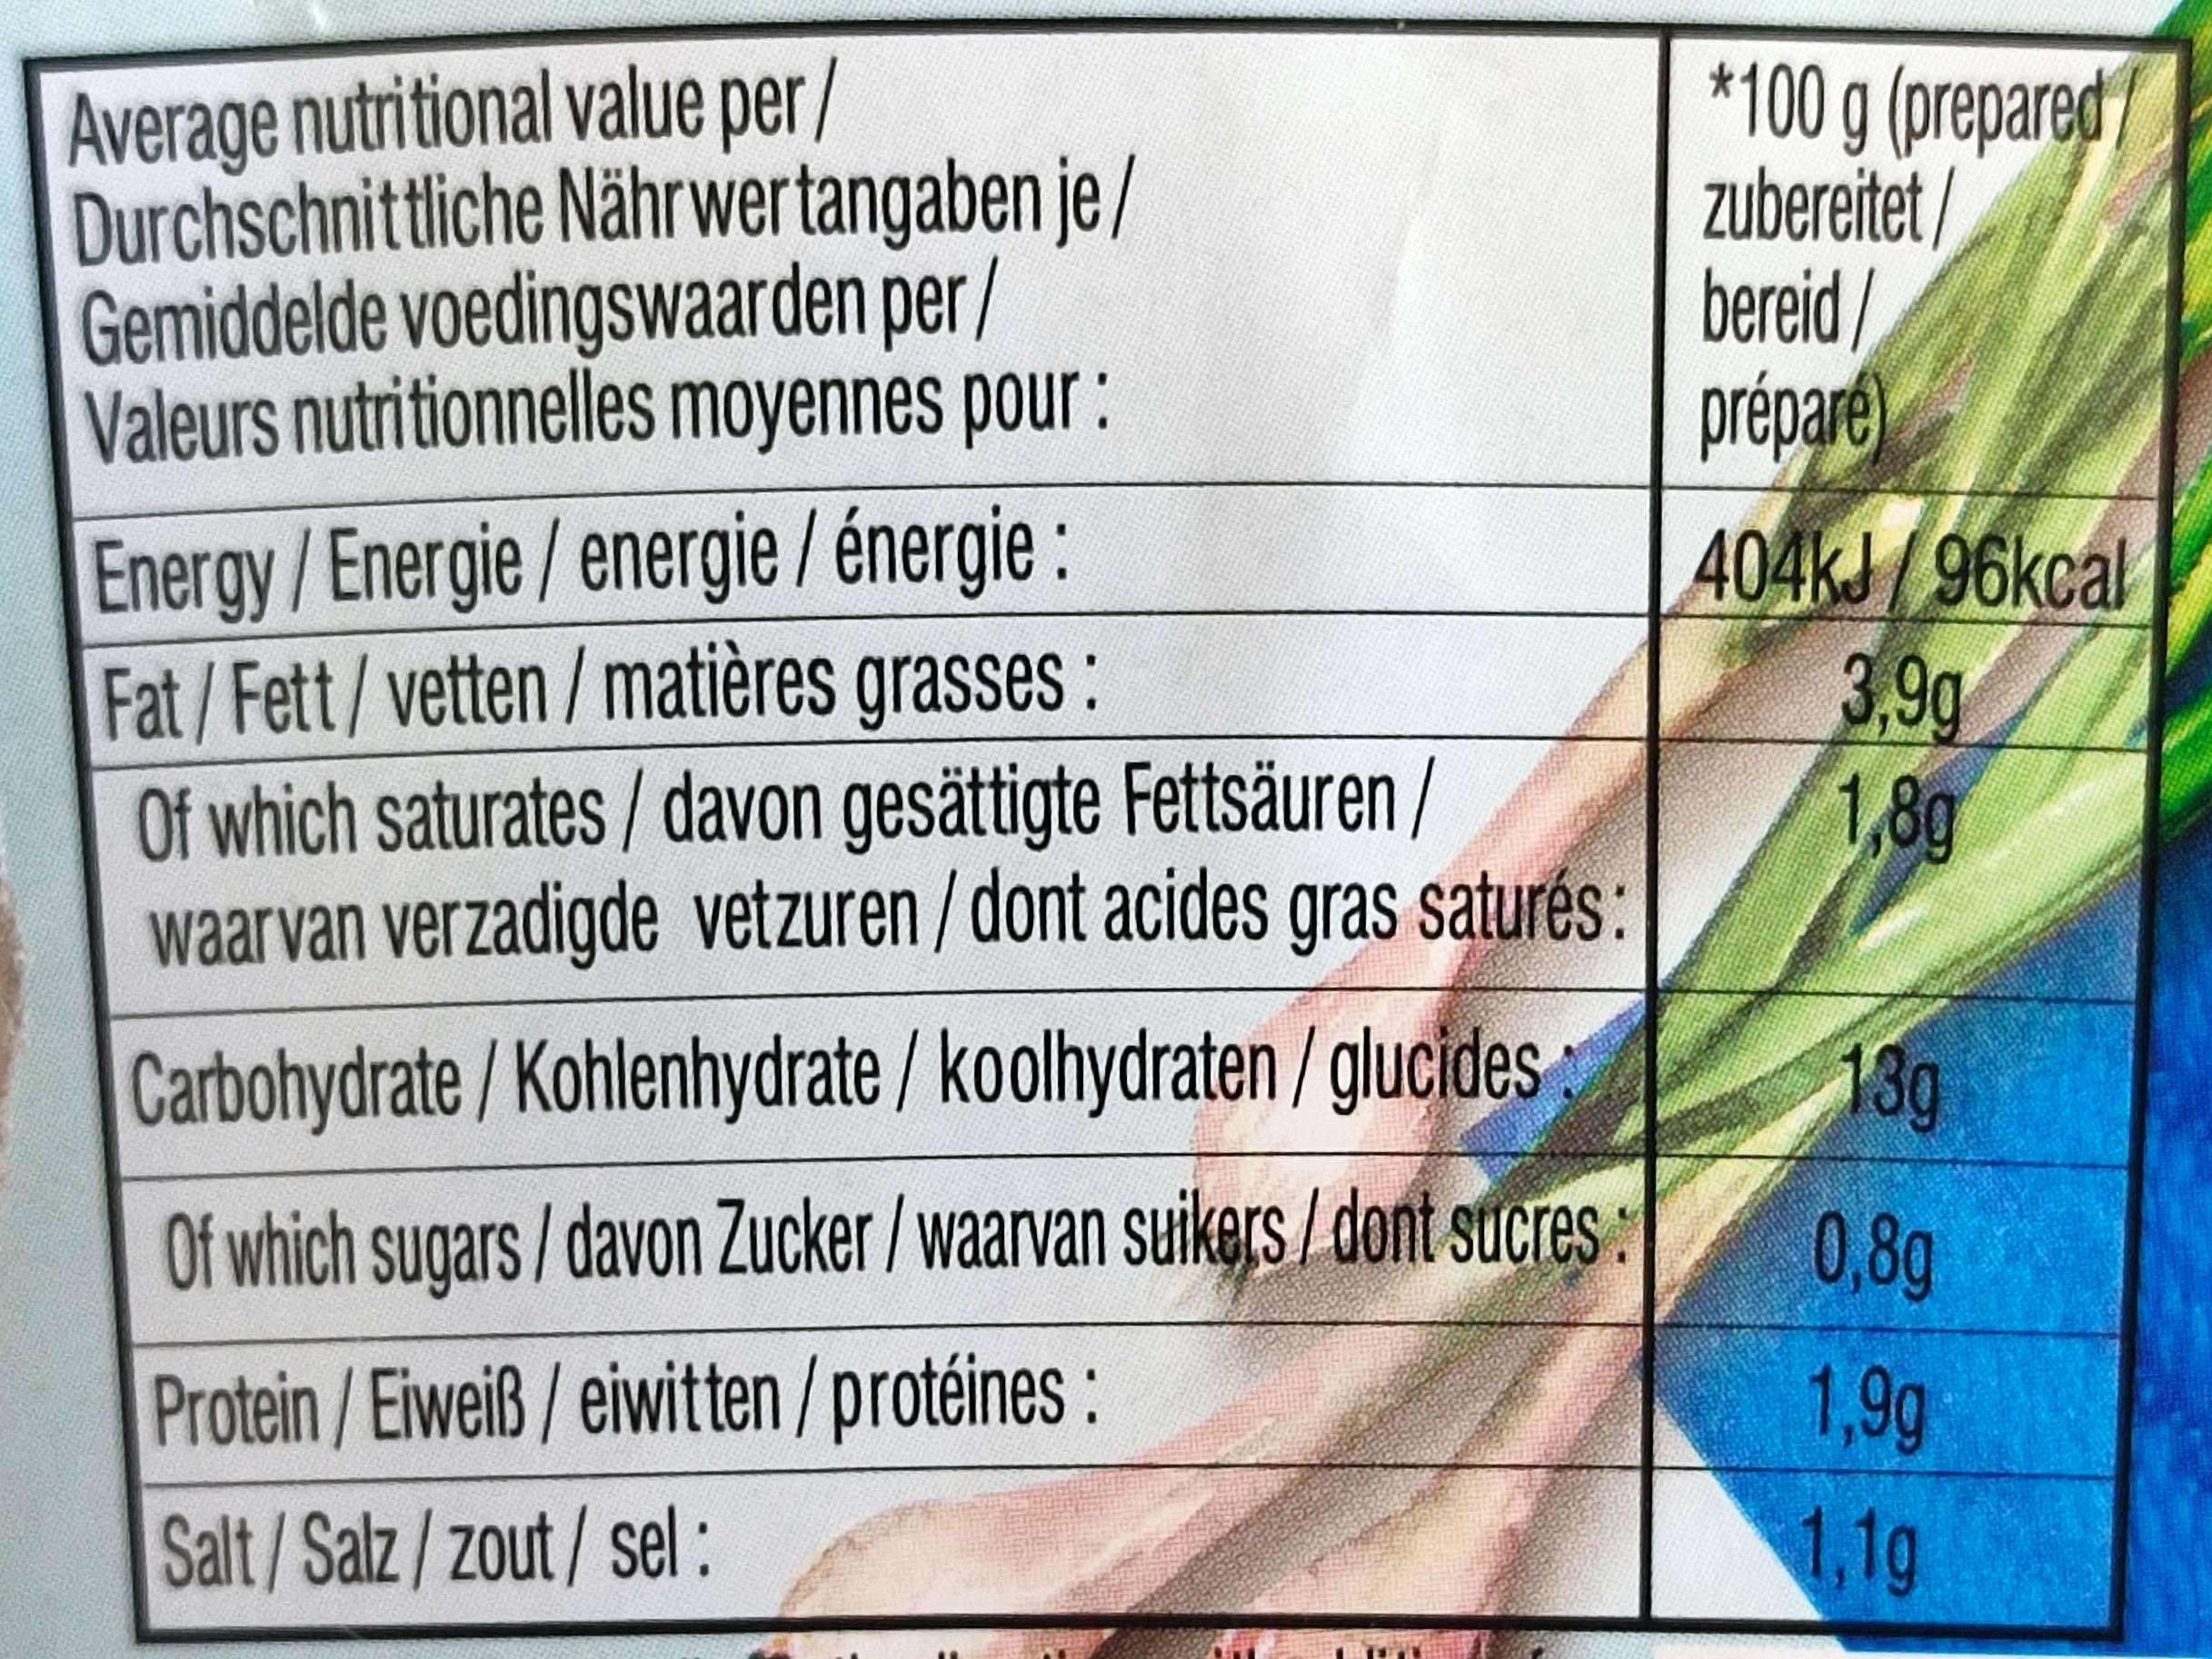 Average nutritional value per /
Durchschnittliche Nährwertangaben je /
Gemiddelde voedingswaarden per /
Valeurs nutritionnelles moyennes pour :
*100 g (prepared /
zubereitet /
bereid /
préparé)
Energy / Energie / energie / énergie : 404kJ / 96kcal
Fat / Fett / vetten / matières grasses : 3,9g
Of which saturates / davon gesättigte Fettsäuren / 1,8g
waarvan verzadigde vetzuren / dont acides gras saturés:
Carbohydrate / Kohlenhydrate / koolhydraten / glucides : 13g
Of which sugars / davon Zucker / waarvan suikers / dont sucres : 0,8g
Protein / Eiweiß / eiwitten / protéines : 1,9g
Salt / Salz / zout / sel : 1,1g